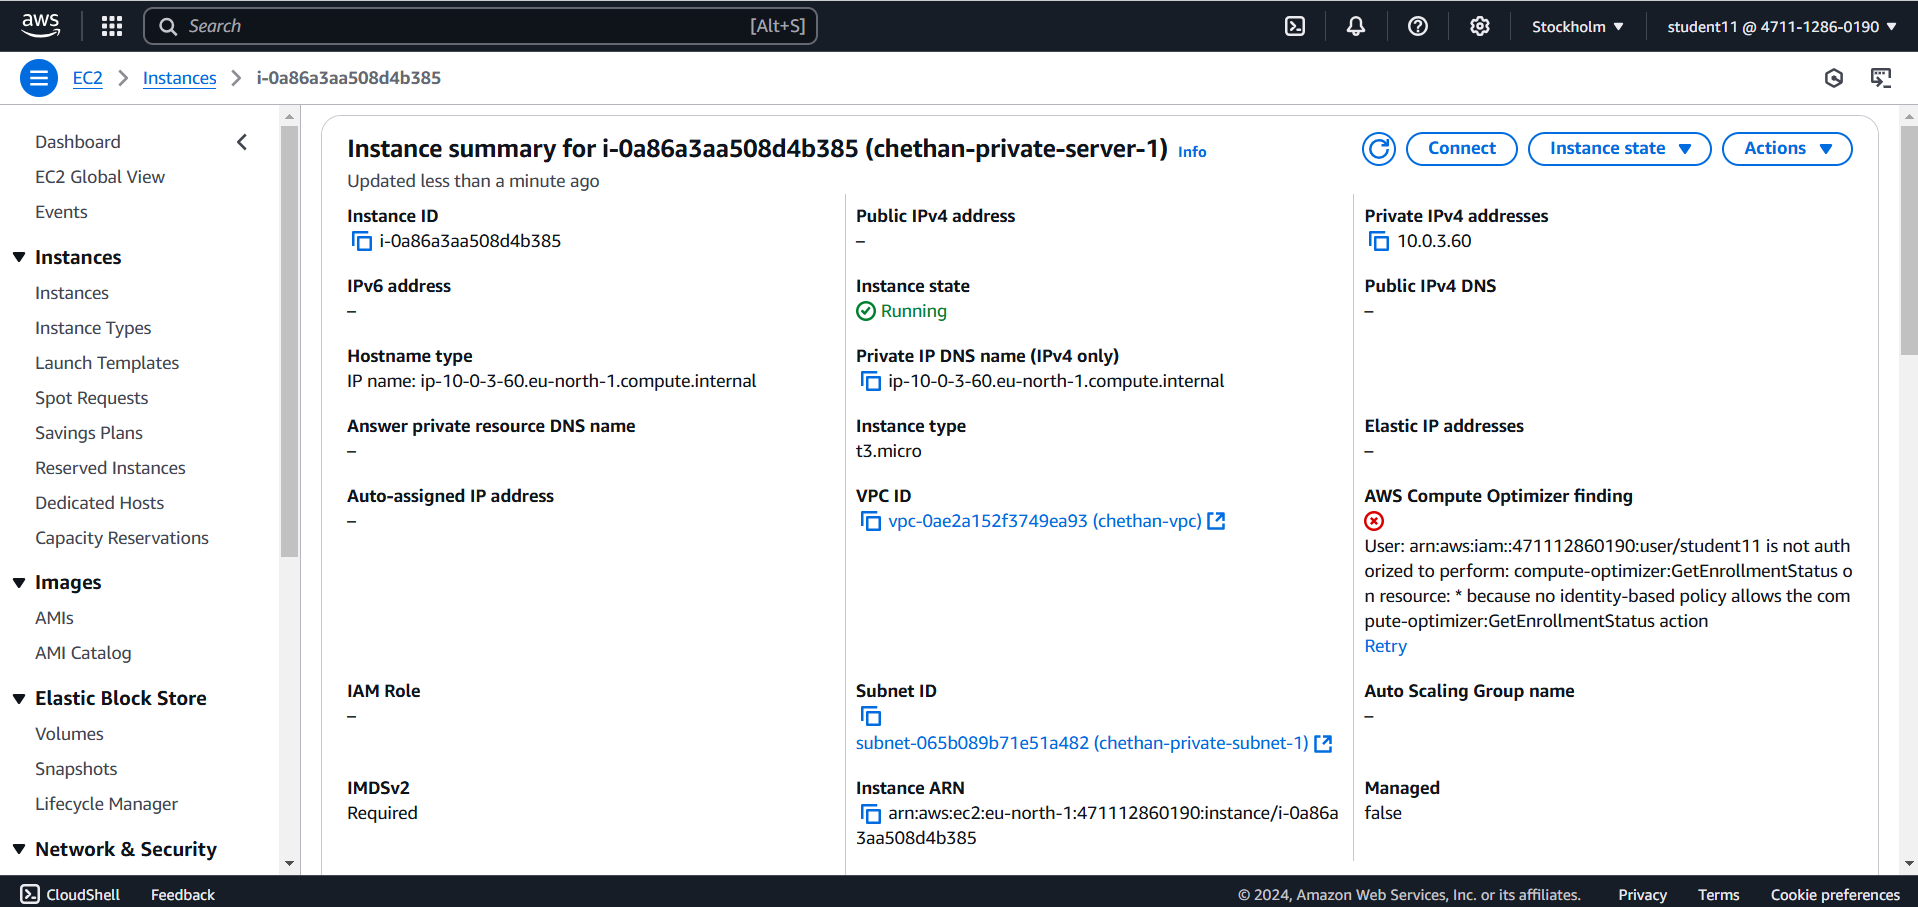 aws
Search
[Alt+S]
Stockholm
student11 @ 4711-1286-0190
EC2
Instances
i-0a86a3aa508d4b385
Dashboard
EC2 Global View
Events
Instances
Instances
Instance Types
Launch Templates
Spot Requests
Savings Plans
Reserved Instances
Dedicated Hosts
Capacity Reservations
Images
AMIs
AMI Catalog
Elastic Block Store
Volumes
Snapshots
Lifecycle Manager
Network & Security
Instance summary for i-0a86a3aa508d4b385 (chethan-private-server-1) Info
Updated less than a minute ago
Connect
Instance state
Actions
Instance ID
i-0a86a3aa508d4b385
Public IPv4 address
–
Private IPv4 addresses
10.0.3.60
IPv6 address
–
Instance state
Running
Public IPv4 DNS
–
Hostname type
IP name: ip-10-0-3-60.eu-north-1.compute.internal
Private IP DNS name (IPv4 only)
ip-10-0-3-60.eu-north-1.compute.internal
Answer private resource DNS name
–
Instance type
t3.micro
Elastic IP addresses
–
Auto-assigned IP address
–
VPC ID
vpc-0ae2a152f3749ea93 (chethan-vpc)
AWS Compute Optimizer finding
User: arn:aws:iam::471112860190:user/student11 is not auth
orized to perform: compute-optimizer:GetEnrollmentStatus o
n resource: * because no identity-based policy allows the com
pute-optimizer:GetEnrollmentStatus action
Retry
IAM Role
–
Subnet ID
subnet-065b089b71e51a482 (chethan-private-subnet-1)
Auto Scaling Group name
–
IMDSv2
Required
Instance ARN
arn:aws:ec2:eu-north-1:471112860190:instance/i-0a86a
3aa508d4b385
Managed
false
CloudShell
Feedback
© 2024, Amazon Web Services, Inc. or its affiliates.
Privacy
Terms
Cookie preferences